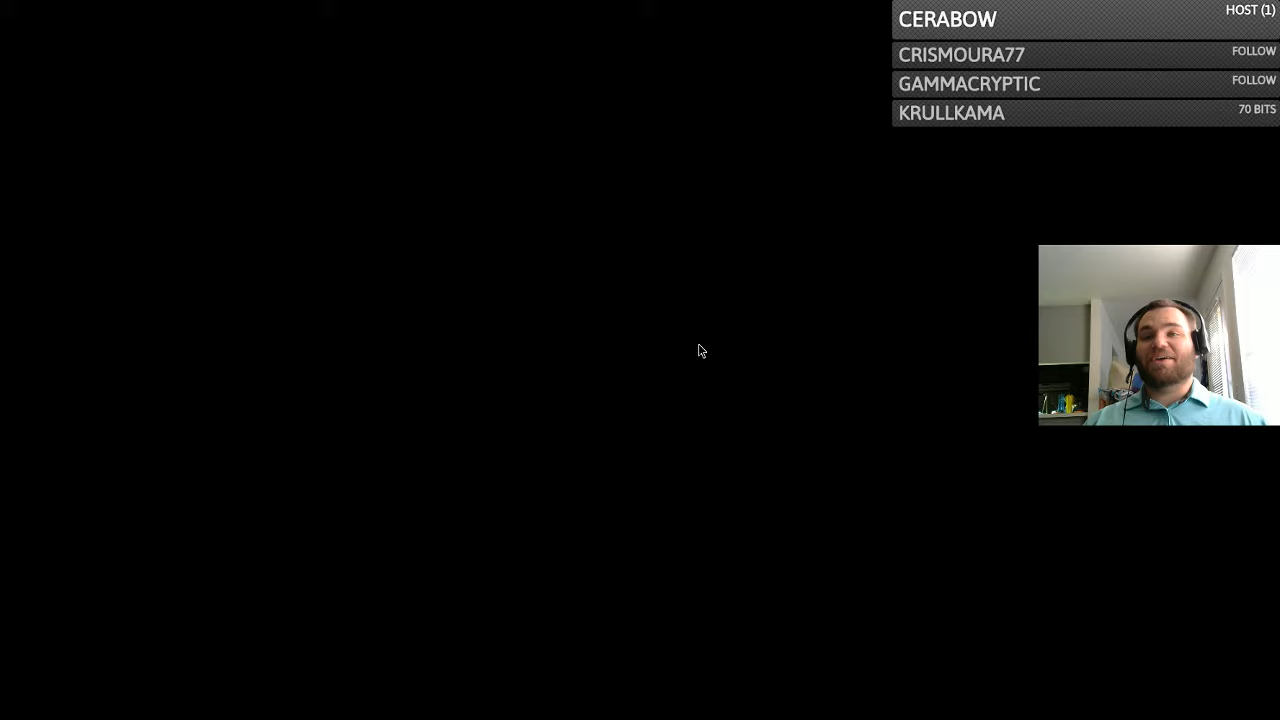 CERABOW HOST (1)
CRISMOURA77 FOLLOW
GAMMACRYPTIC FOLLOW
KRULLKAMA 70 BITS